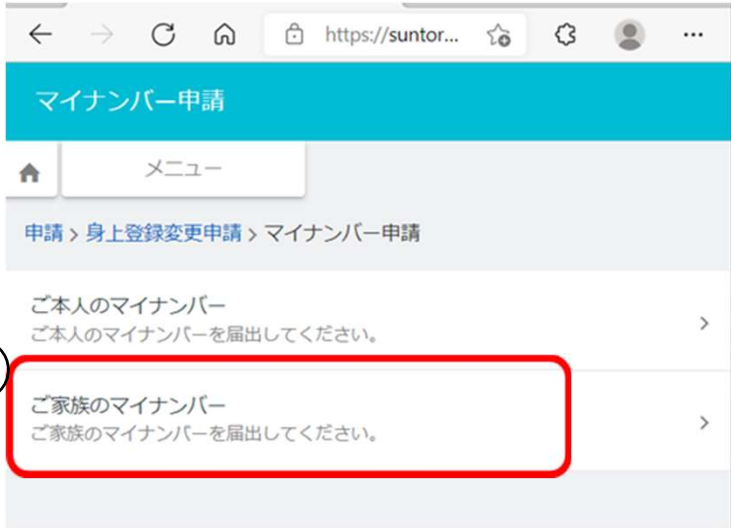 https://suntor...
マイナンバー申請
メニュー
申請 > 身上登録変更申請 > マイナンバー申請
ご本人のマイナンバー
ご本人のマイナンバーを届出してください。
ご家族のマイナンバー
ご家族のマイナンバーを届出してください。